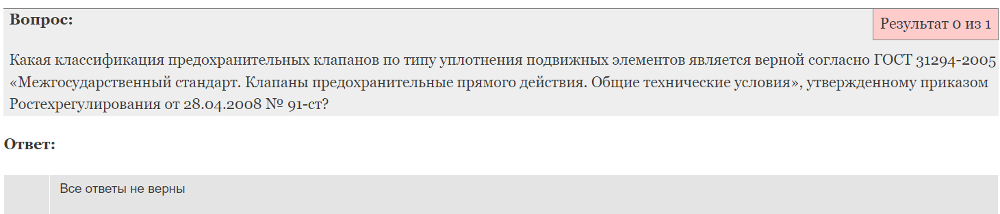 Вопрос:
Результат 0 из 1
Какая классификация предохранительных клапанов по типу уплотнения подвижных элементов является верной согласно ГОСТ 31294-2005
«Межгосударственный стандарт. Клапаны предохранительные прямого действия. Общие технические условия», утвержденному приказом
Ростехрегулирования от 28.04.2008 № 91-ст?
Ответ:
Все ответы не верны